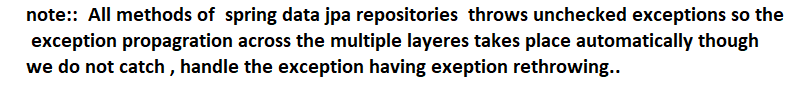 note::  All methods of  spring data jpa repositories  throws unchecked exceptions so the
exception propagration across the multiple layeres takes place automatically though
we do not catch , handle the exception having exeption rethrowing..